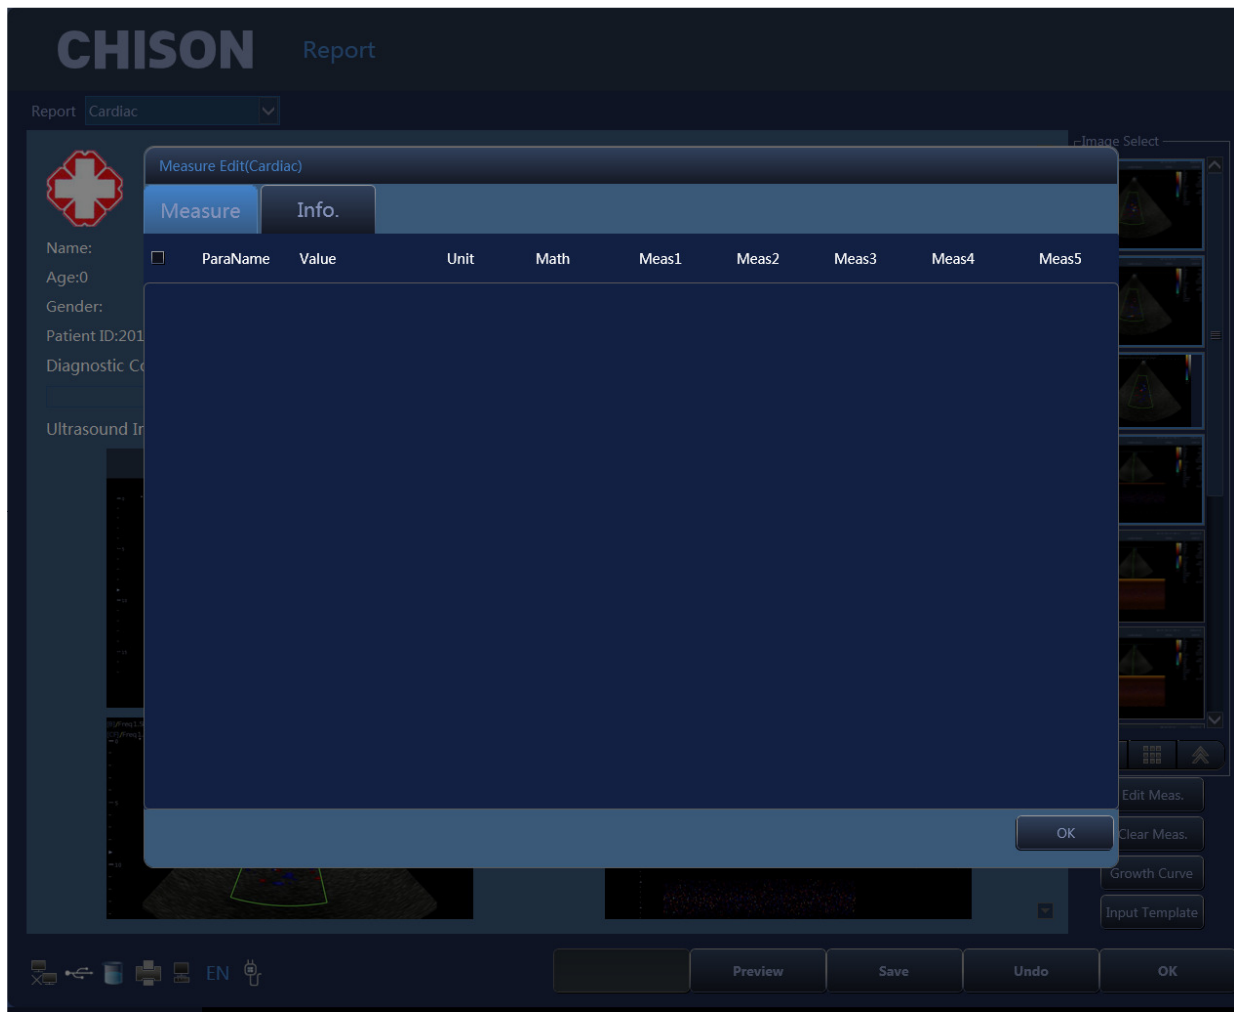 CHISON Report
Report Cardiac
Image Select
Measure Edit(Cardiac)
Measure Info.
ParaName Value Unit Math Meas1 Meas2 Meas3 Meas4 Meas5
Name:
Age:0
Gender:
Patient ID:201
Diagnostic
Ultrasound
OK
Edit Meas.
Clear Meas.
Growth Curve
Input Template
EN
Preview Save Undo OK